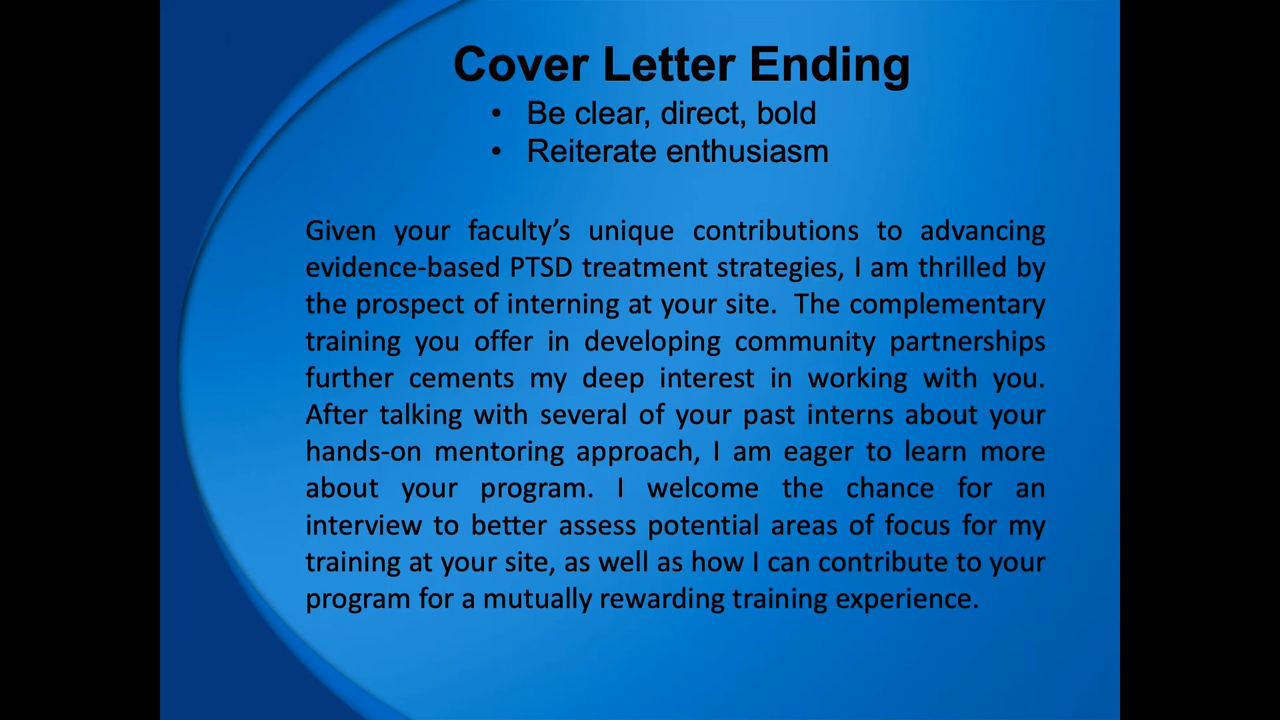 Cover Letter Ending
• Be clear, direct, bold
• Reiterate enthusiasm
Given your faculty’s unique contributions to advancing
evidence-based PTSD treatment strategies, I am thrilled by
the prospect of interning at your site.  The complementary
training you offer in developing community partnerships
further cements my deep interest in working with you.
After talking with several of your past interns about your
hands-on mentoring approach, I am eager to learn more
about your program. I welcome the chance for an
interview to better assess potential areas of focus for my
training at your site, as well as how I can contribute to your
program for a mutually rewarding training experience.